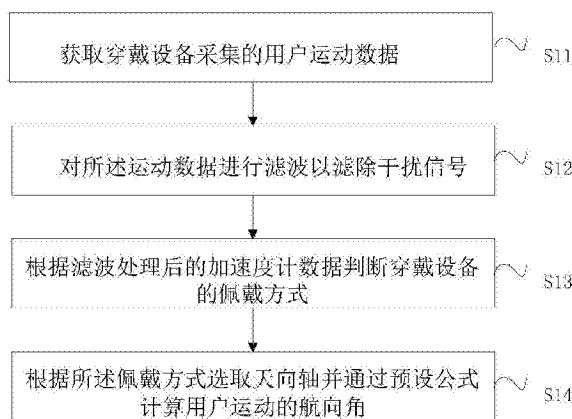 获取穿戴设备采集的用户运动数据
S11
对所述运动数据进行滤波以滤除干扰信号
S12
根据滤波处理后的加速度计数据判断穿戴设备
的佩戴方式
S13
根据所述佩戴方式选取天向轴并通过预设公式
计算用户运动的航向角
S14